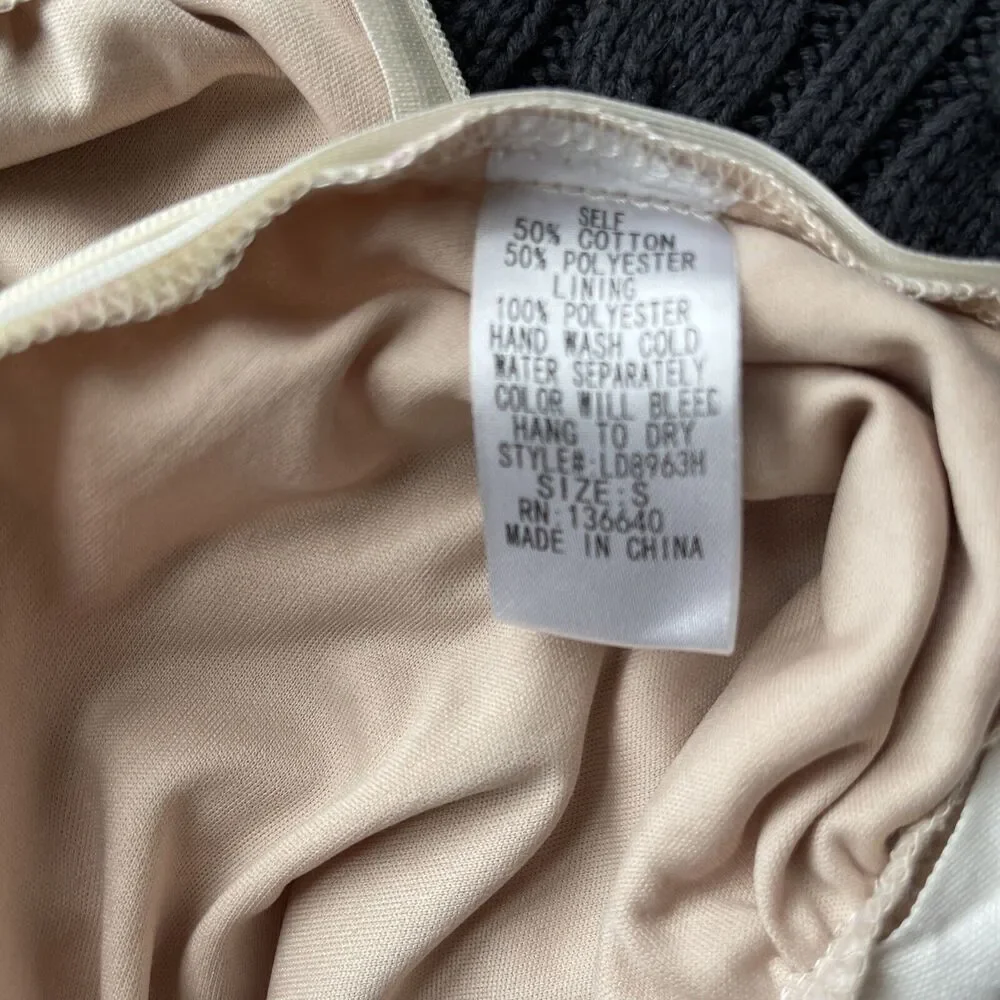 SELF
50% COTTON
50% POLYESTER
LINING
100% POLYESTER
HAND WASH COLD
WATER SEPARATELY
COLOR WILL BLEED
HANG TO DRY
STYLE#:LD8963H
SIZE:S
RN:136640
MADE IN CHINA